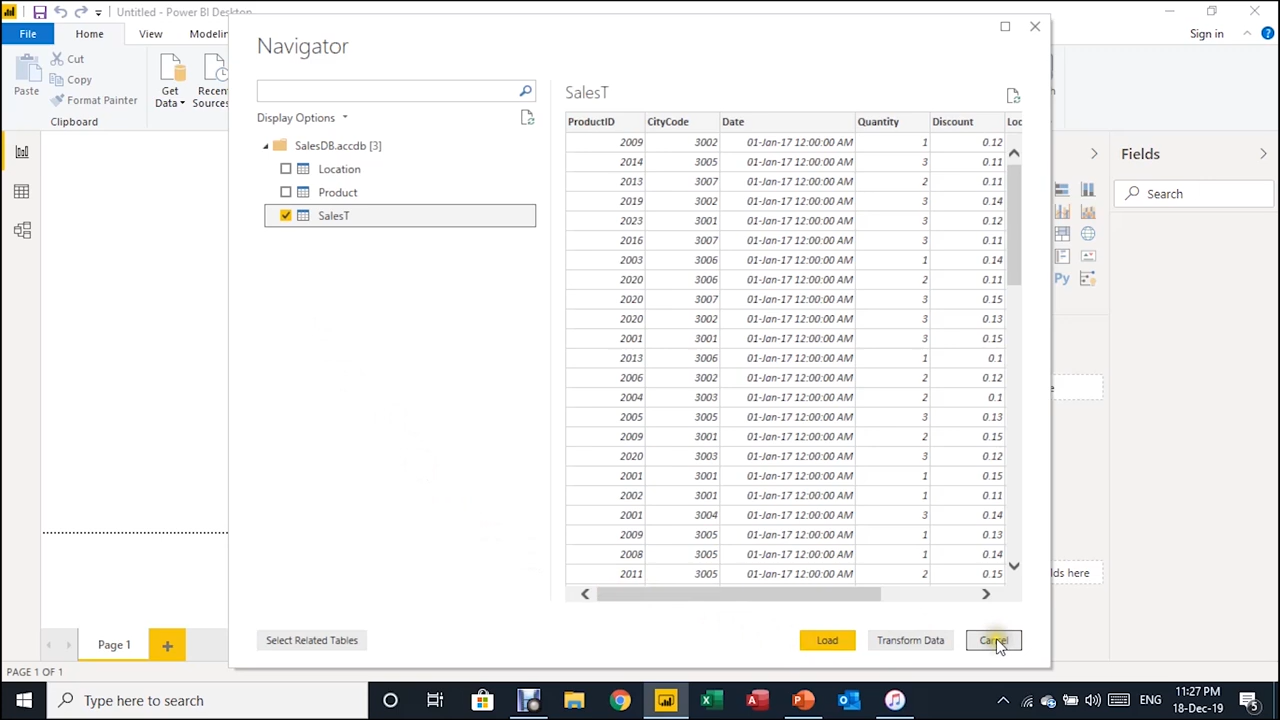 Untitled - Power BI Desktop
File Home View Modelin Sign in
Cut
Copy
Format Painter
Paste
Clipboard
Get Data
Recent Sources
Navigator
Display Options
SalesDB.accdb [3]
Location
Product
SalesT
SalesT
ProductID CityCode Date Quantity Discount Loc
2009 3002 01-Jan-17 12:00:00 AM 1 0.12
2014 3005 01-Jan-17 12:00:00 AM 3 0.11
2013 3007 01-Jan-17 12:00:00 AM 2 0.11
2019 3002 01-Jan-17 12:00:00 AM 3 0.14
2023 3001 01-Jan-17 12:00:00 AM 3 0.12
2016 3007 01-Jan-17 12:00:00 AM 3 0.11
2003 3006 01-Jan-17 12:00:00 AM 1 0.14
2020 3006 01-Jan-17 12:00:00 AM 2 0.11
2020 3007 01-Jan-17 12:00:00 AM 3 0.15
2020 3002 01-Jan-17 12:00:00 AM 3 0.13
2001 3001 01-Jan-17 12:00:00 AM 3 0.15
2013 3006 01-Jan-17 12:00:00 AM 1 0.1
2006 3002 01-Jan-17 12:00:00 AM 2 0.12
2004 3003 01-Jan-17 12:00:00 AM 2 0.1
2005 3005 01-Jan-17 12:00:00 AM 3 0.13
2009 3001 01-Jan-17 12:00:00 AM 2 0.15
2020 3003 01-Jan-17 12:00:00 AM 3 0.12
2001 3001 01-Jan-17 12:00:00 AM 1 0.15
2002 3001 01-Jan-17 12:00:00 AM 1 0.11
2001 3004 01-Jan-17 12:00:00 AM 3 0.14
2009 3005 01-Jan-17 12:00:00 AM 1 0.13
2008 3005 01-Jan-17 12:00:00 AM 1 0.14
2011 3005 01-Jan-17 12:00:00 AM 2 0.15
Select Related Tables Load Transform Data Cancel
Fields
Search
Py
e
lds here
Page 1
PAGE 1 OF 1
Type here to search
ENG
11:27 PM
18-Dec-19
5